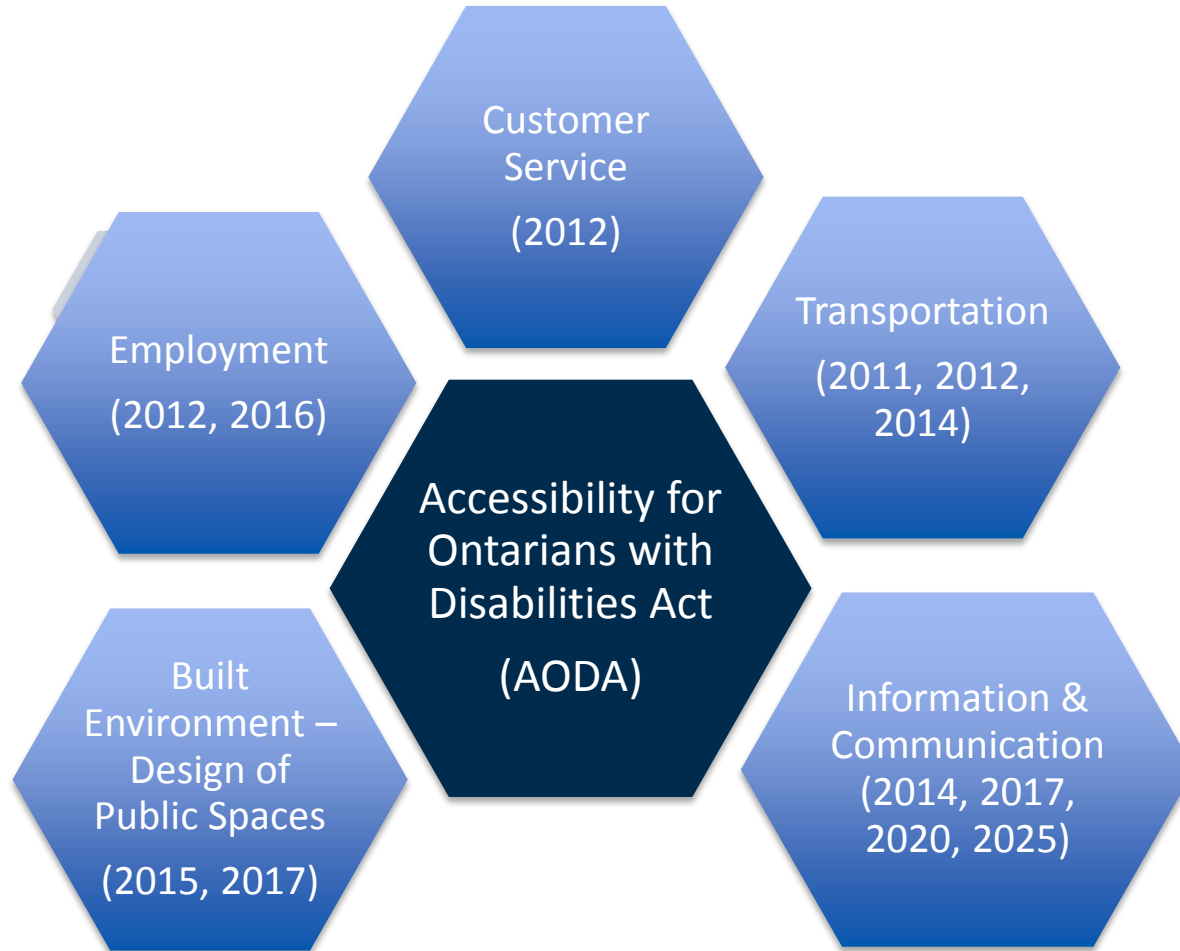 Customer
Service
(2012)
Transportation
(2011, 2012,
2014)
Information &
Communication
(2014, 2017,
2020, 2025)
Built
Environment –
Design of
Public Spaces
(2015, 2017)
Employment
(2012, 2016)
Accessibility for
Ontarians with
Disabilities Act
(AODA)